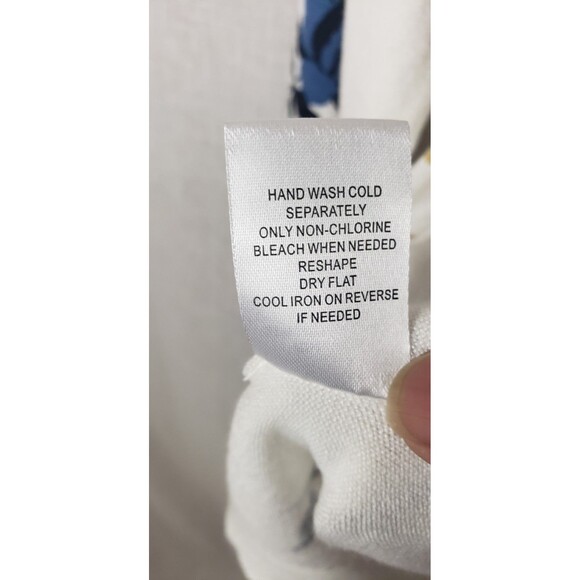 HAND WASH COLD
SEPARATELY
ONLY NON-CHLORINE
BLEACH WHEN NEEDED
RESHAPE
DRY FLAT
COOL IRON ON REVERSE
IF NEEDED